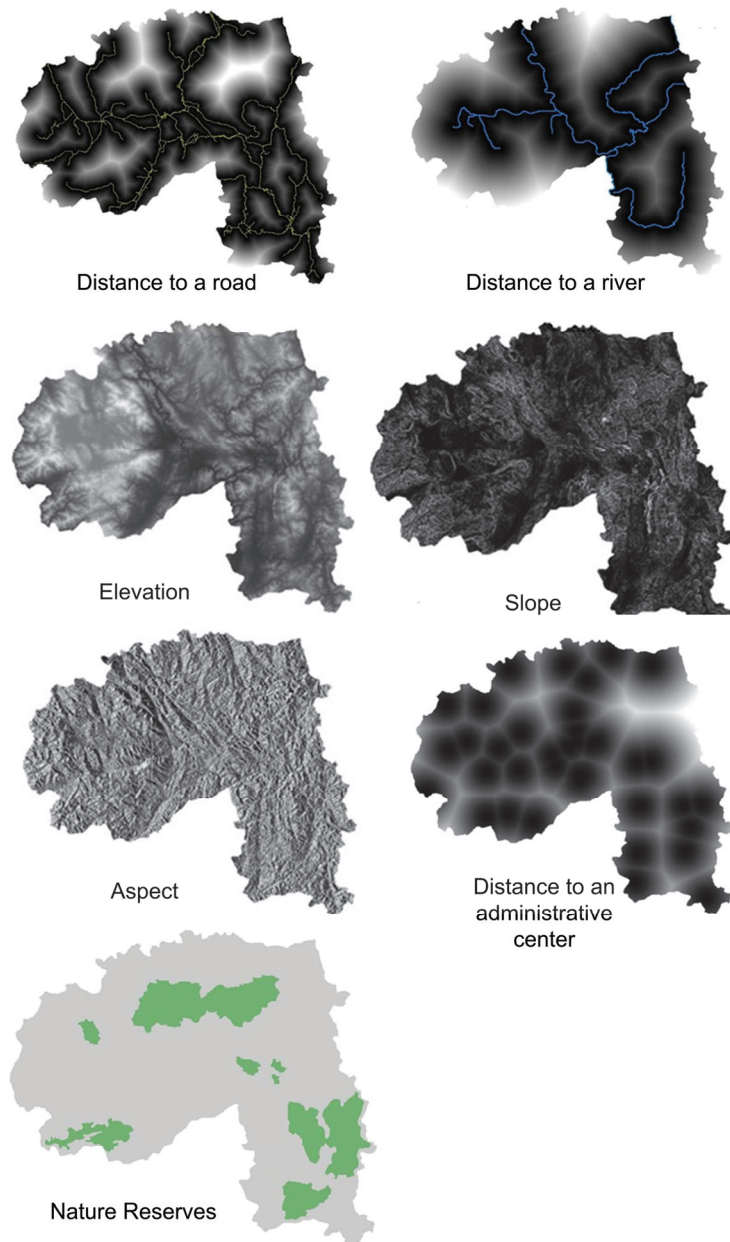 Distance to a road
Distance to a river
Elevation
Slope
Aspect
Distance to an
administrative
center
Nature Reserves